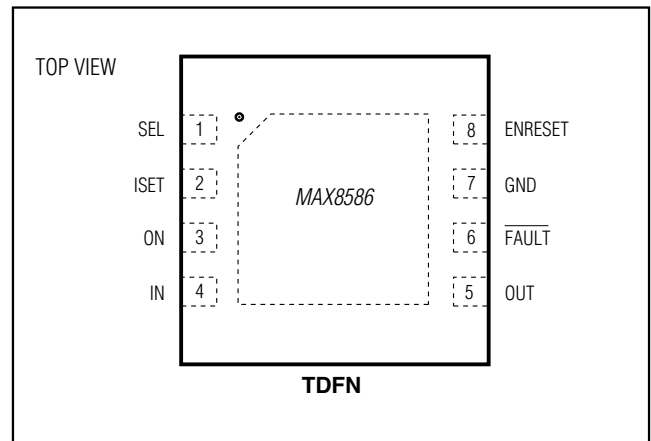 TOP VIEW
SEL 1 8 ENRESET
ISET 2 7 GND
MAX8586
ON 3 6 FAULT
IN 4 5 OUT
TDFN